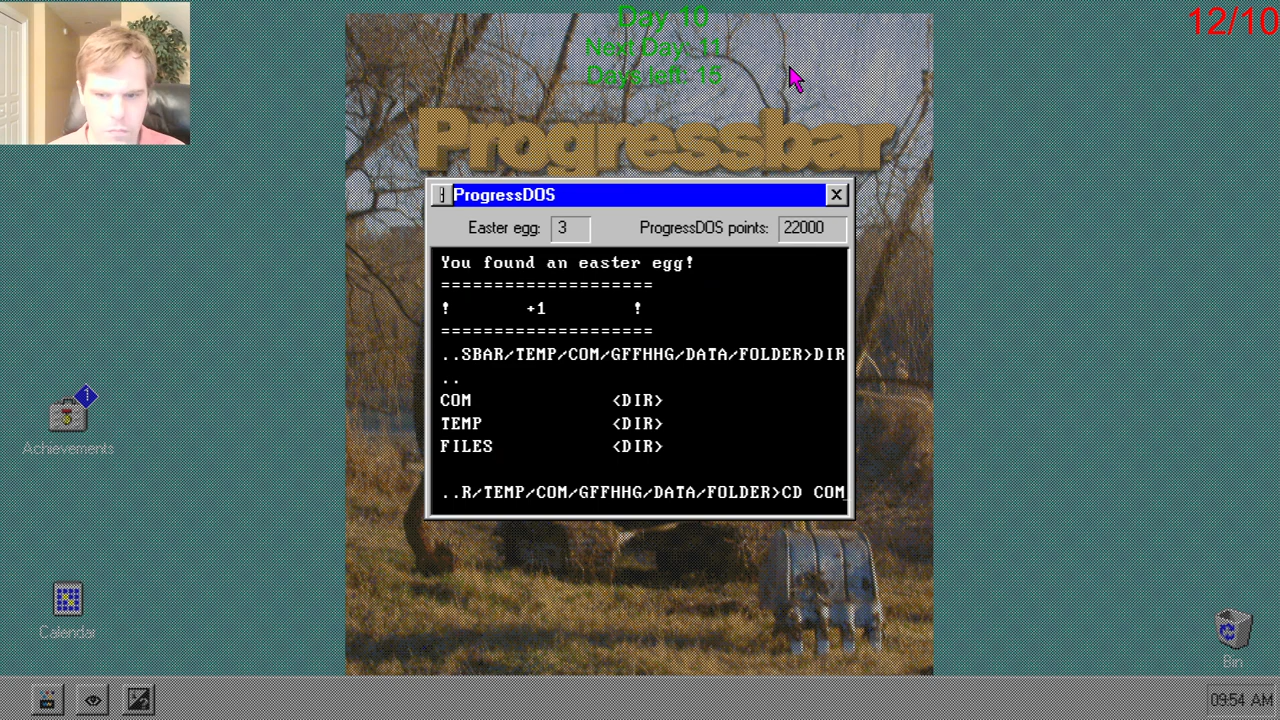 Day 10
Next Day: 11
Days left: 15
12/10
Progressbar
ProgressDOS
Easter egg: 3
ProgressDOS points: 22000
You found an easter egg!
====================
! +1 !
====================
..SBAR/TEMP/COM/GFFHHG/DATA/FOLDER>DIR
..
COM <DIR>
TEMP <DIR>
FILES <DIR>
..R/TEMP/COM/GFFHHG/DATA/FOLDER>CD COM_
1
Achievements
Calendar
Bin
09:54 AM